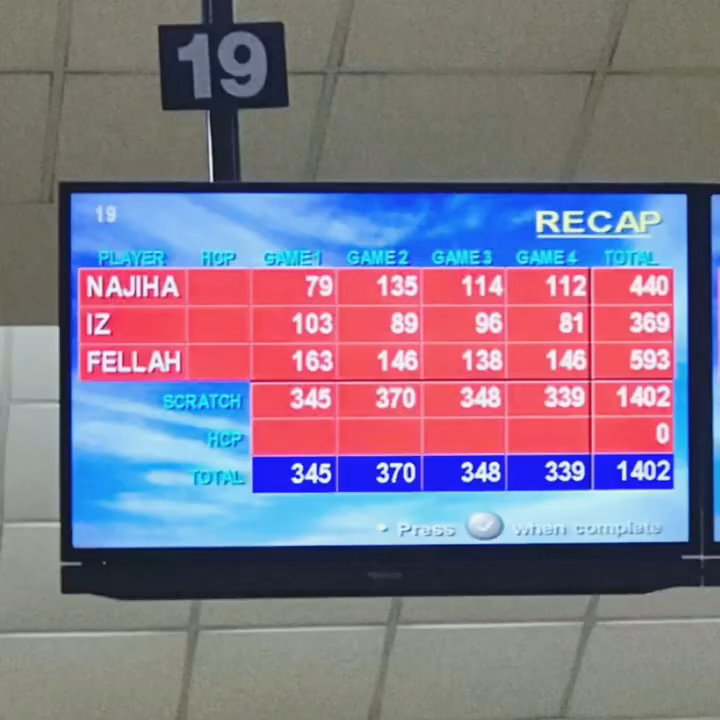 19
19
RECAP
PLAYER HCP GAME 1 GAME 2 GAME 3 GAME 4 TOTAL
NAJIHA 79 135 114 112 440
IZ 103 89 96 81 369
FELLAH 163 146 138 146 593
SCRATCH 345 370 348 339 1402
HCP 0
TOTAL 345 370 348 339 1402
Press when complete